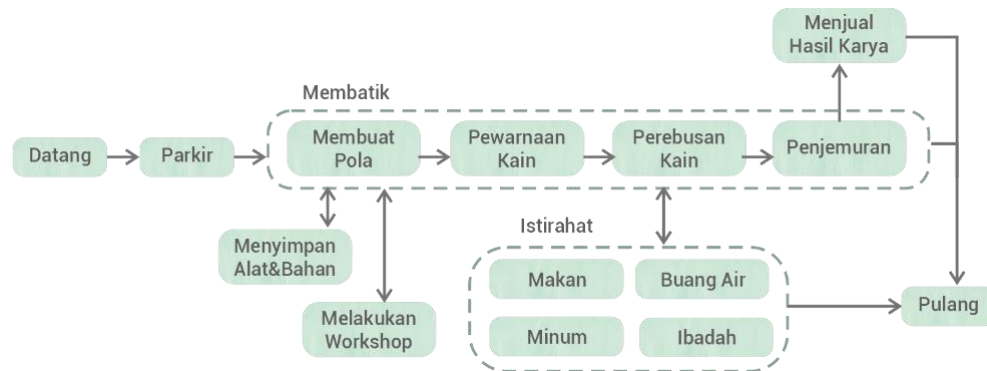 Menjual
Hasil Karya
Membatik
Datang
Parkir
Membuat
Pola
Pewarnaan
Kain
Perebusan
Kain
Penjemuran
Menyimpan
Alat&Bahan
Melakukan
Workshop
Istirahat
Makan
Buang Air
Minum
Ibadah
Pulang